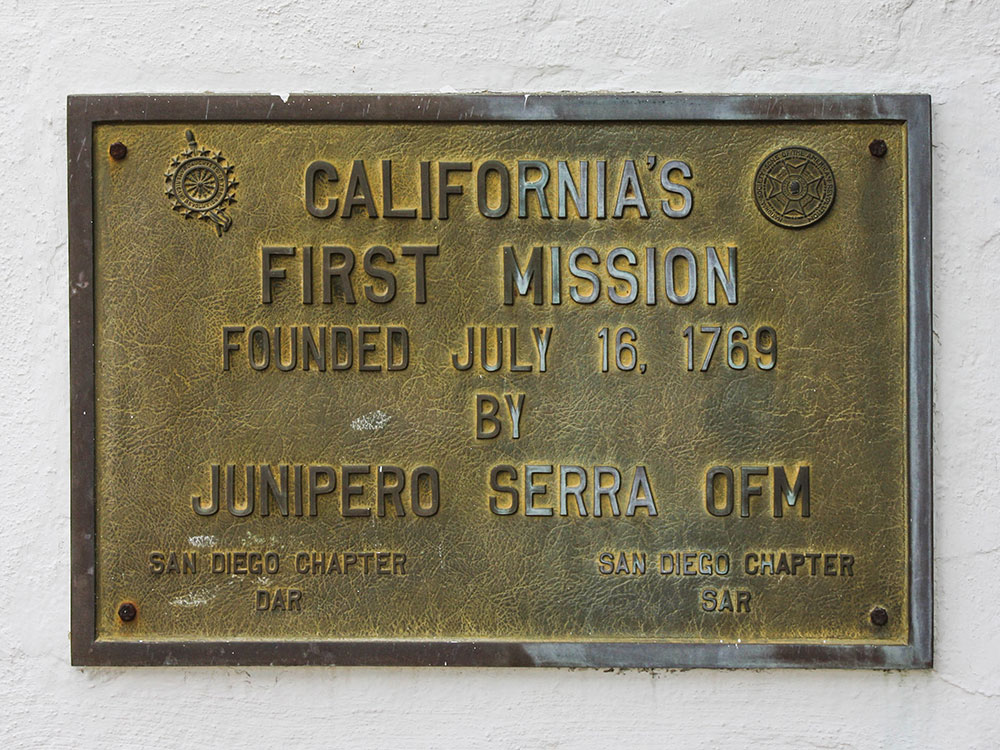 CALIFORNIA'S
FIRST MISSION
FOUNDED JULY 16, 1769
BY
JUNIPERO SERRA OFM
SAN DIEGO CHAPTER
DAR
SAN DIEGO CHAPTER
SAR